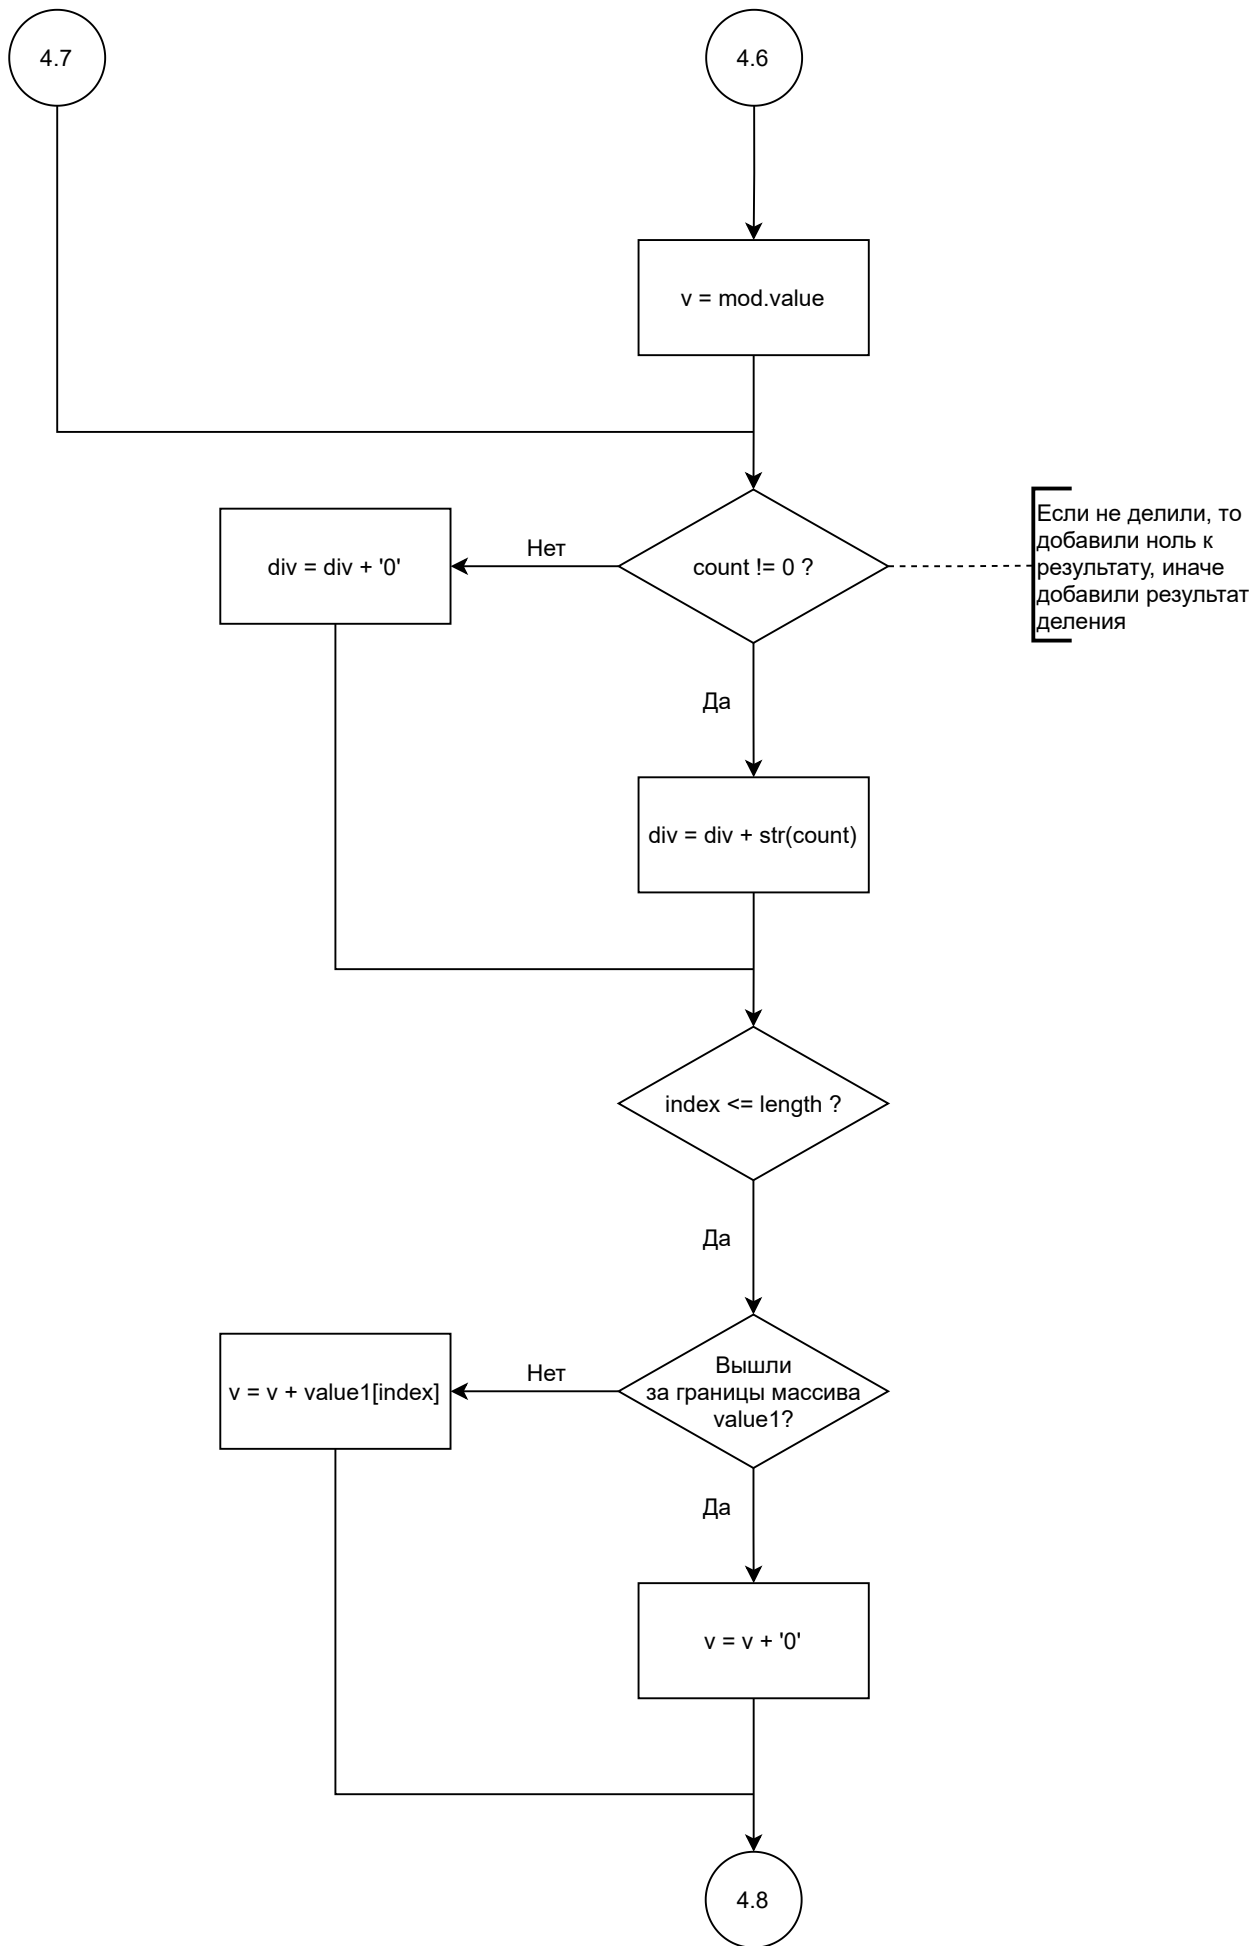 4.7
4.6
v = mod.value
count != 0 ?
Нет
div = div + '0'
Если не делили, то
добавили ноль к
результату, иначе
добавили результат
деления
Да
div = div + str(count)
index <= length ?
Да
Вышли
за границы массива
value1?
Нет
v = v + value1[index]
Да
v = v + '0'
4.8